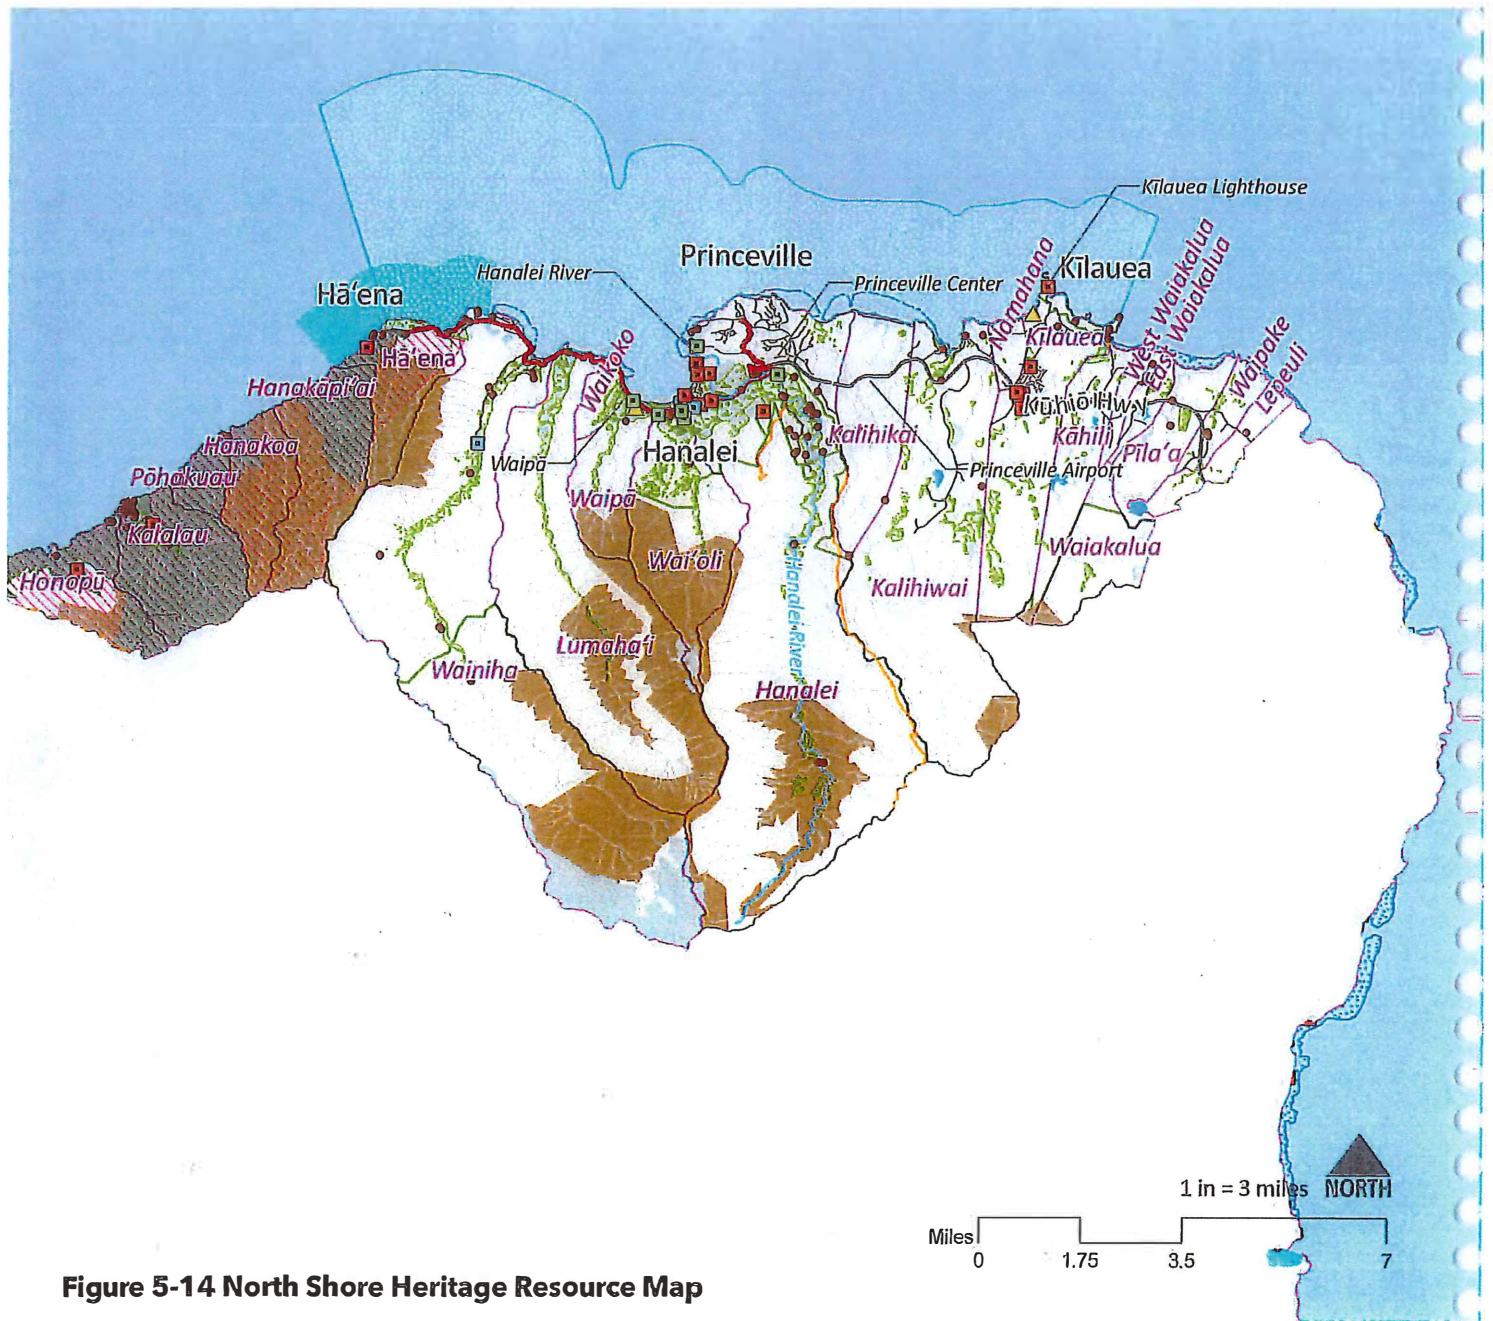 Kīlauea Lighthouse
Princeville
Hanalei River
Kīlauea
Princeville Center
Hā‘ena
Namahana
West Waiakalua
East Waiakalua
Waipake
Lepeuli
Kīlauea
Hā‘ena
Waikoko
Hanakāpi‘ai
Kūhiō Hwy
Kalihikai
Kāhili
Pīla‘a
Hanakoa
Hanalei
Waipā
Princeville Airport
Pōhakuau
Waipā
Kalalau
Wai‘oli
Waiakalua
Honopū
Kalihiwai
Hanalei River
Lumaha‘i
Wainiha
Hanalei
1 in = 3 miles
NORTH
Miles
0 1.75 3.5 7
Figure 5-14 North Shore Heritage Resource Map